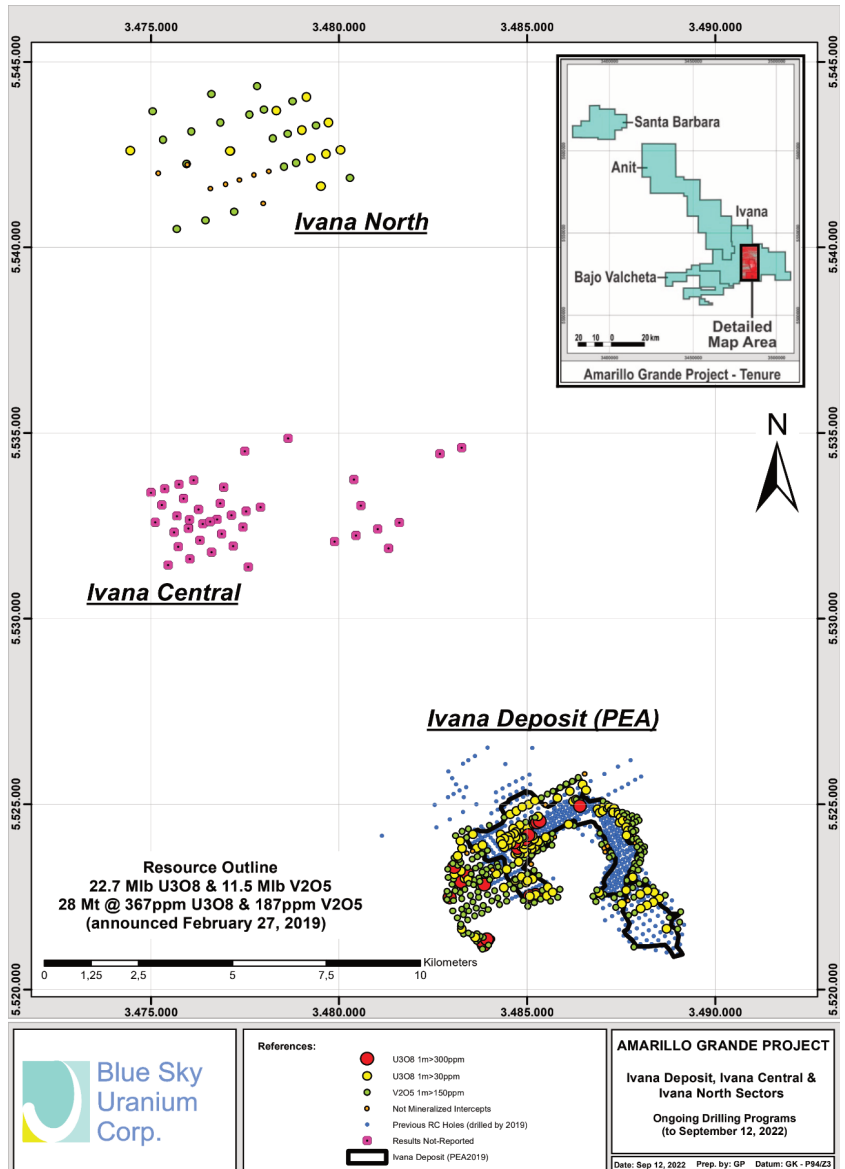 3.475.000
3.480.000
3.485.000
3.490.000
5.545.000
5.545.000
Santa Barbara
Anit
Ivana
Bajo Valcheta
Detailed
Map Area
20 10 0 20 km
Amarillo Grande Project - Tenure
Ivana North
5.540.000
5.540.000
5.535.000
5.535.000
N
Ivana Central
5.530.000
5.530.000
Ivana Deposit (PEA)
5.525.000
5.525.000
Resource Outline
22.7 Mlb U3O8 & 11.5 Mlb V2O5
28 Mt @ 367ppm U3O8 & 187ppm V2O5
(announced February 27, 2019)
Kilometers
0 1,25 2,5 5 7,5 10
5.520.000
5.520.000
3.475.000
3.480.000
3.485.000
3.490.000
Blue Sky
Uranium
Corp.
References:
U3O8 1m>300ppm
U3O8 1m>30ppm
V2O5 1m>150ppm
Not Mineralized Intercepts
Previous RC Holes (drilled by 2019)
Results Not-Reported
Ivana Deposit (PEA2019)
AMARILLO GRANDE PROJECT
Ivana Deposit, Ivana Central &
Ivana North Sectors
Ongoing Drilling Programs
(to September 12, 2022)
Date: Sep 12, 2022 Prep. by: GP Datum: GK - P94/Z3